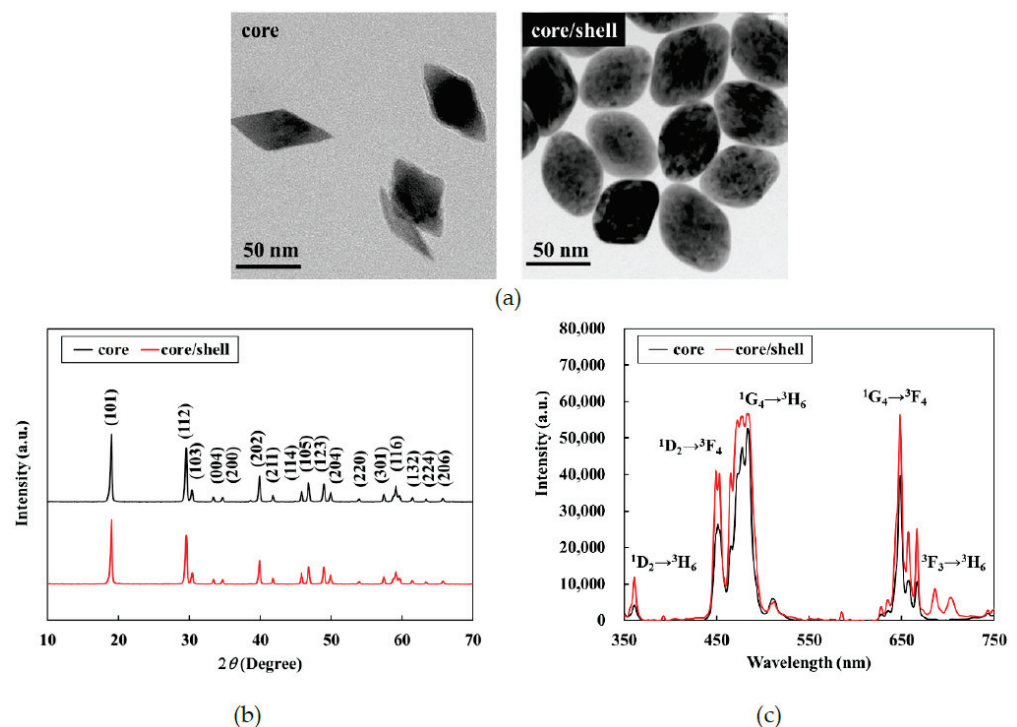 core
50 nm
core/shell
50 nm
(a)
core core/shell
(101)
(112)
(103)
(004)
(200)
(202)
(211)
(114)
(105)
(123)
(204)
(220)
(301)
(116)
(132)
(224)
(206)
Intensity (a.u.)
10 20 30 40 50 60 70
2θ (Degree)
(b)
80,000
70,000
60,000
50,000
40,000
30,000
20,000
10,000
0
core core/shell
¹D₂→³H₆
¹D₂→³F₄
¹G₄→³H₆
¹G₄→³F₄
³F₃→³H₆
Intensity (a.u.)
350 450 550 650 750
Wavelength (nm)
(c)